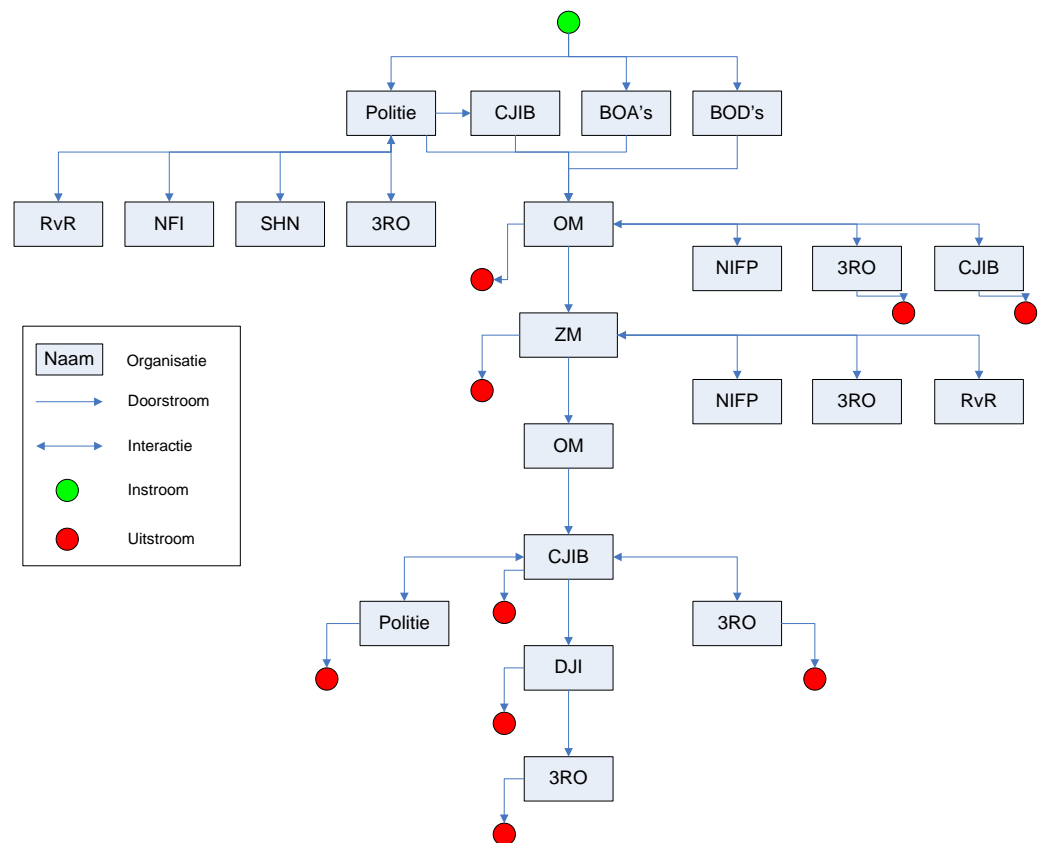 Politie
CJIB
BOA's
BOD's
RvR
NFI
SHN
3RO
OM
NIFP
3RO
CJIB
ZM
NIFP
3RO
RvR
OM
Naam
Organisatie
Doorstroom
Interactie
Instroom
Uitstroom
CJIB
Politie
3RO
DJI
3RO